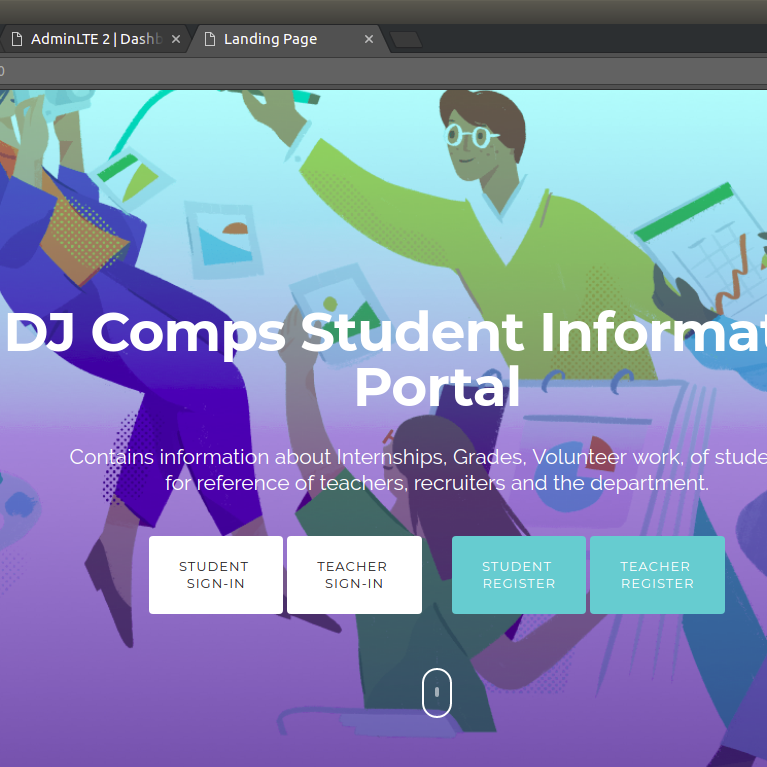 AdminLTE 2 | Dashb
Landing Page
DJ Comps Student Informat
Portal
Contains information about Internships, Grades, Volunteer work, of stude
for reference of teachers, recruiters and the department.
STUDENT
SIGN-IN
TEACHER
SIGN-IN
STUDENT
REGISTER
TEACHER
REGISTER